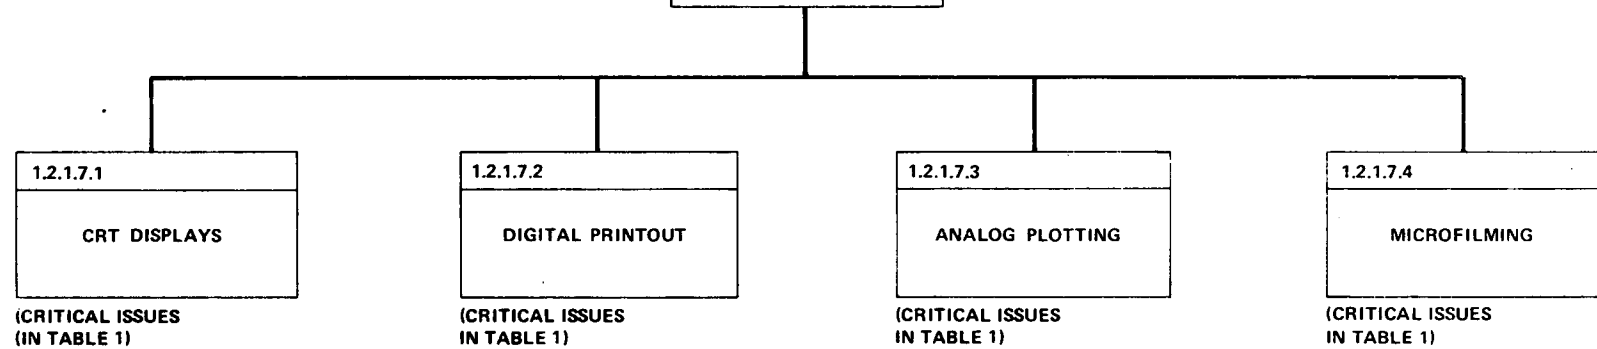 1.2.1.7.1
CRT DISPLAYS
(CRITICAL ISSUES
(IN TABLE 1)
1.2.1.7.2
DIGITAL PRINTOUT
(CRITICAL ISSUES
IN TABLE 1)
1.2.1.7.3
ANALOG PLOTTING
(CRITICAL ISSUES
IN TABLE 1)
1.2.1.7.4
MICROFILMING
(CRITICAL ISSUES
IN TABLE 1)